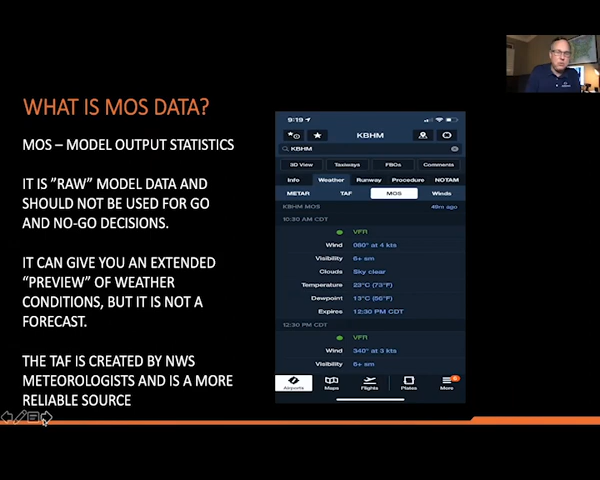 WHAT IS MOS DATA?
MOS – MODEL OUTPUT STATISTICS
IT IS "RAW" MODEL DATA AND
SHOULD NOT BE USED FOR GO
AND NO-GO DECISIONS.
IT CAN GIVE YOU AN EXTENDED
"PREVIEW" OF WEATHER
CONDITIONS, BUT IT IS NOT A
FORECAST.
THE TAF IS CREATED BY NWS
METEOROLOGISTS AND IS A MORE
RELIABLE SOURCE
9:19
KBHM
KBHM
3D View Taxiways FBOs Comments
Info Weather Runway Procedure NOTAM
METAR TAF MOS Winds
KBHM MOS 49m ago
10:30 AM CDT
VFR
Wind 080° at 4 kts
Visibility 6+ sm
Clouds Sky clear
Temperature 23°C (73°F)
Dewpoint 13°C (56°F)
Expires 12:30 PM CDT
12:30 PM CDT
VFR
Wind 340° at 3 kts
Visibility 6+ sm
Airports Maps Flights Plates More